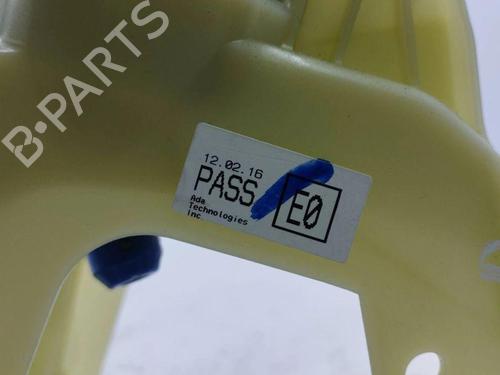 B-PARTS
12.02.16
PASS
E0
Ada
Technologies
Inc.